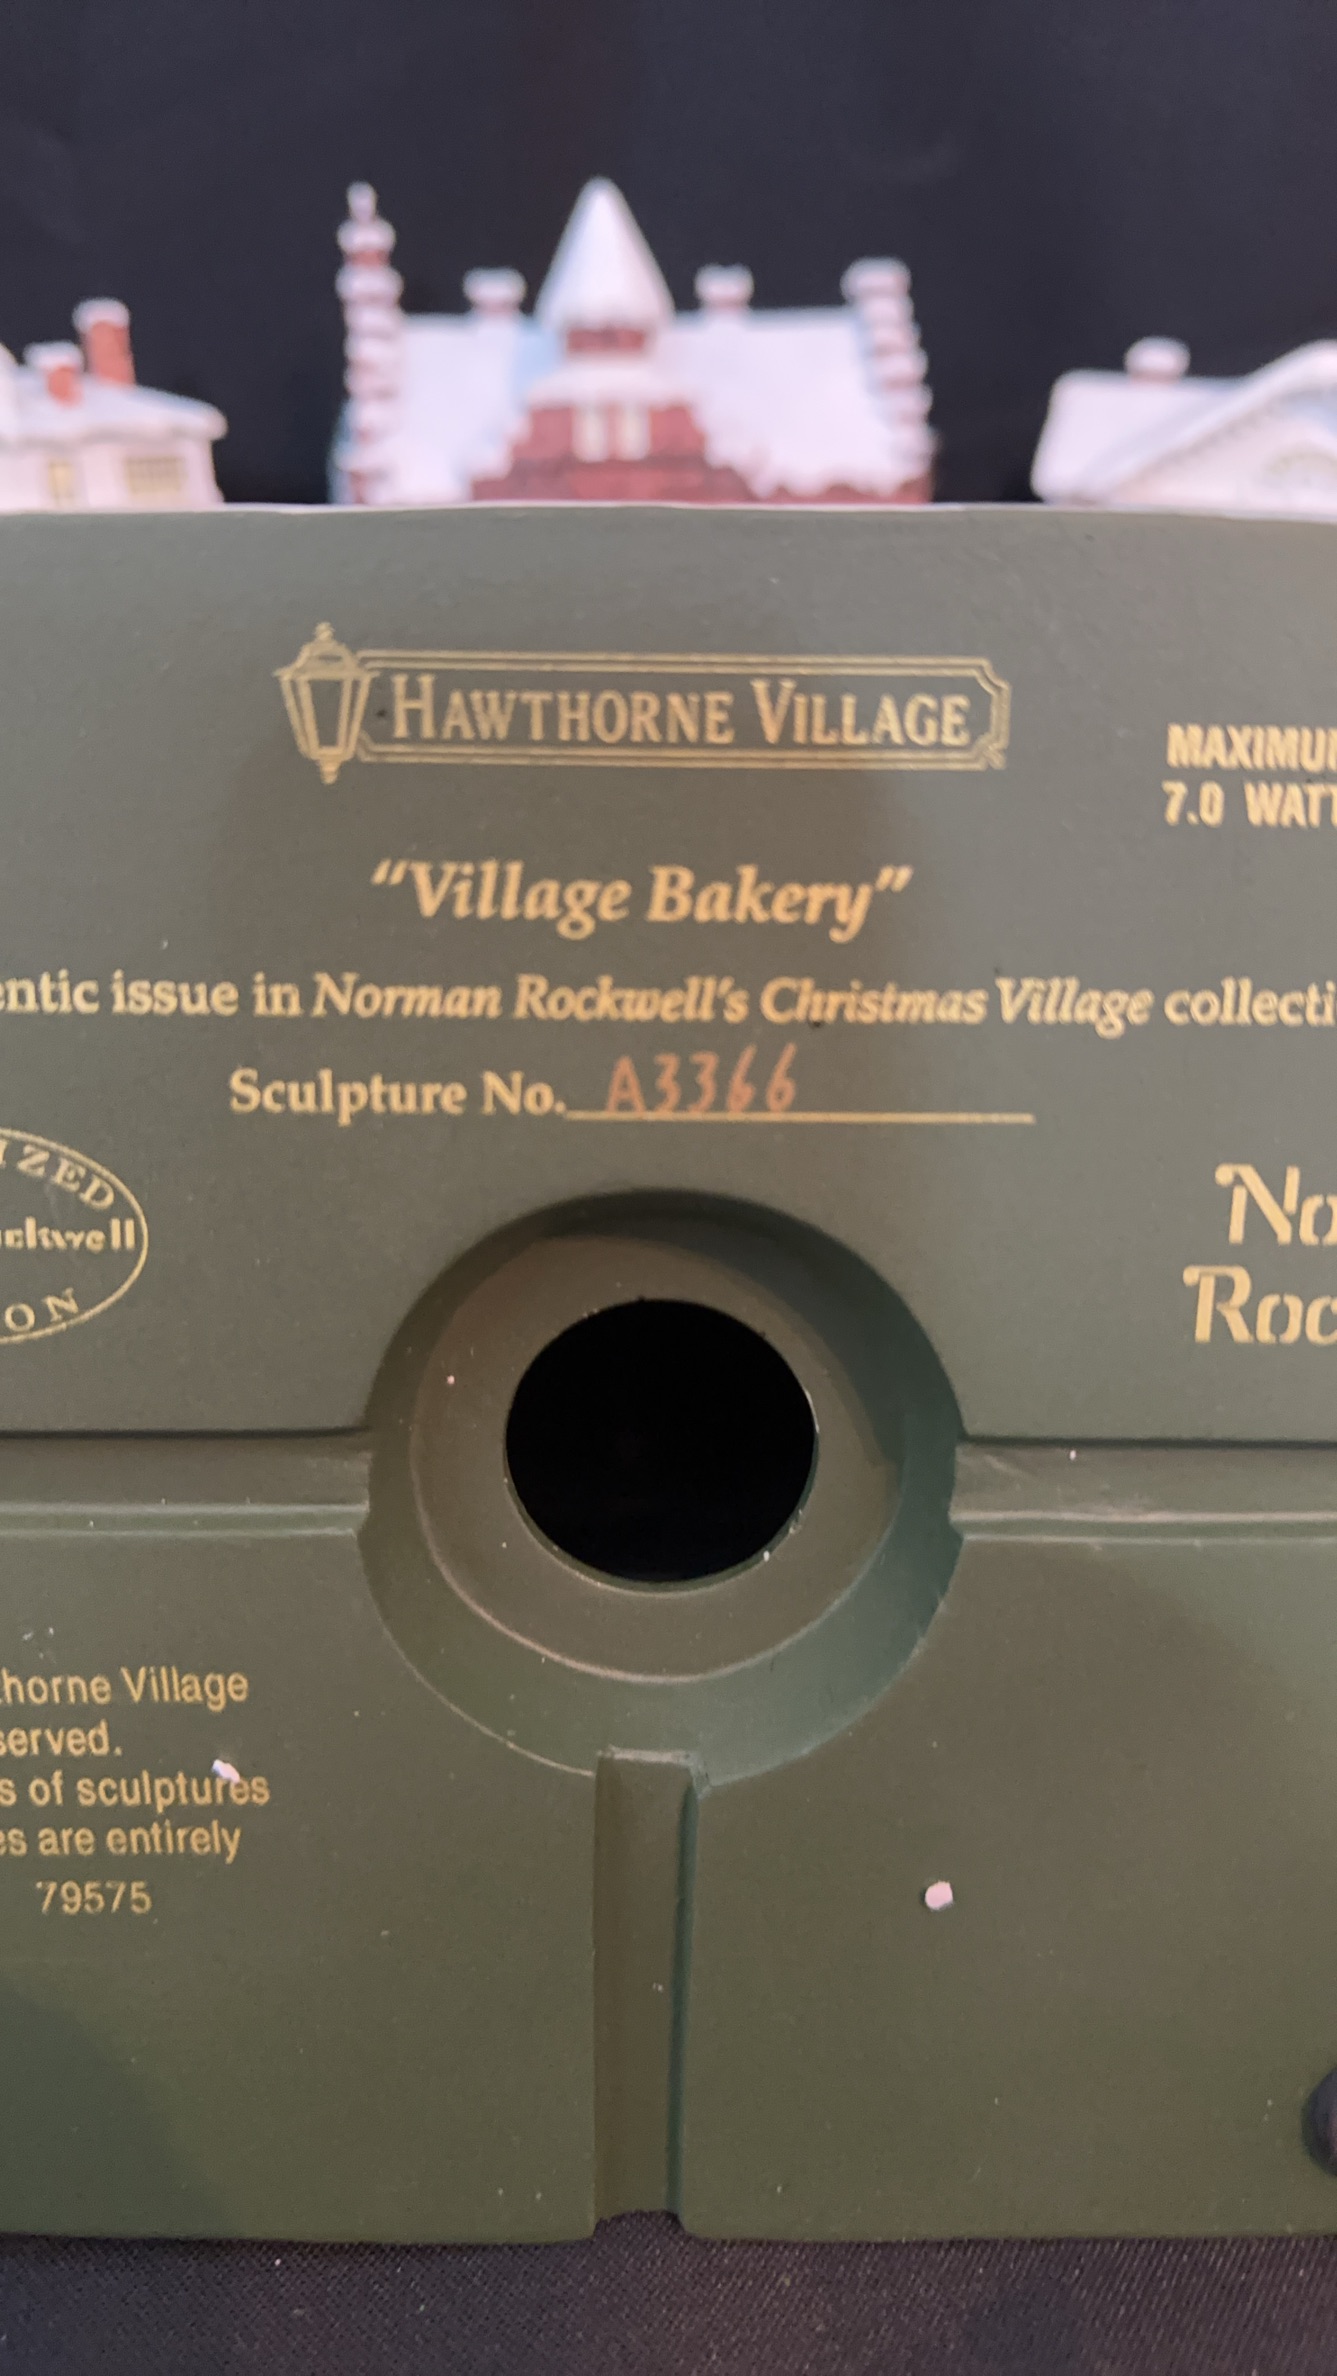 HAWTHORNE VILLAGE
MAXIMUM
7.0 WATT
"Village Bakery"
entic issue in Norman Rockwell's Christmas Village collecti
Sculpture No. A3366
IZED
ckwell
ION
No
Roc
thorne Village
served.
s of sculptures
es are entirely
79575